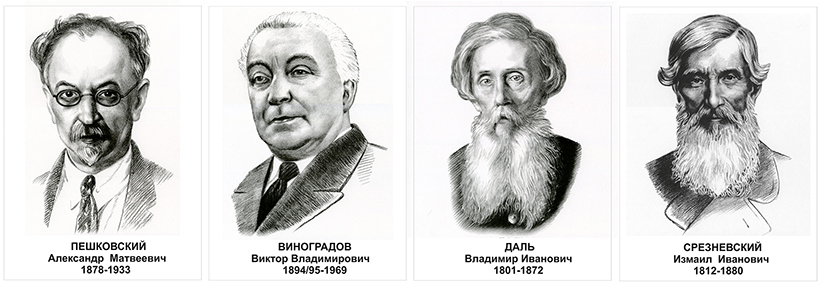 ПЕШКОВСКИЙ
Александр Матвеевич
1878-1933
ВИНОГРАДОВ
Виктор Владимирович
1894/95-1969
ДАЛЬ
Владимир Иванович
1801-1872
СРЕЗНЕВСКИЙ
Измаил Иванович
1812-1880